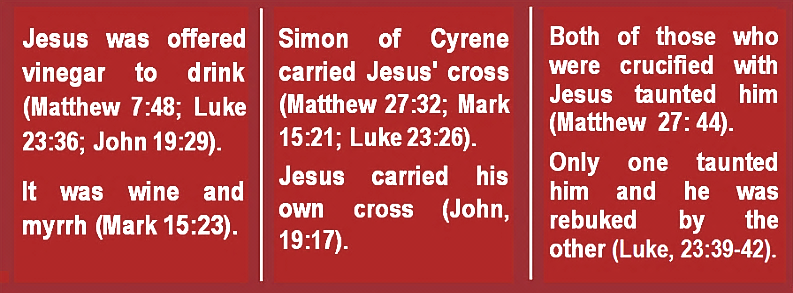 Jesus was offered
vinegar to drink
(Matthew 7:48; Luke
23:36; John 19:29).
It was wine and
myrrh (Mark 15:23).
Simon of Cyrene
carried Jesus' cross
(Matthew 27:32; Mark
15:21; Luke 23:26).
Jesus carried his
own cross (John,
19:17).
Both of those who
were crucified with
Jesus taunted him
(Matthew 27: 44).
Only one taunted
him and he was
rebuked by the
other (Luke, 23:39-42).